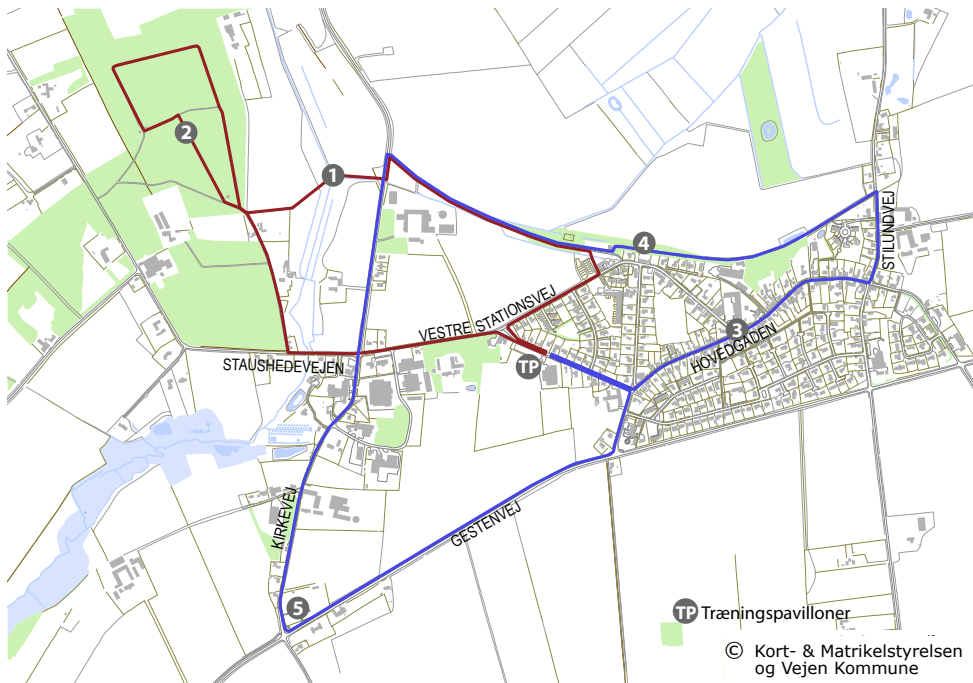 2
1
4
STILUNDVEJ
VESTRE STATIONSVEJ
3
HOVEDGADEN
STAUSHEDEVEJEN
TP
KIRKEVEJ
GESTENVEJ
5
TP Træningspavilloner
© Kort- & Matrikelstyrelsen
og Vejen Kommune